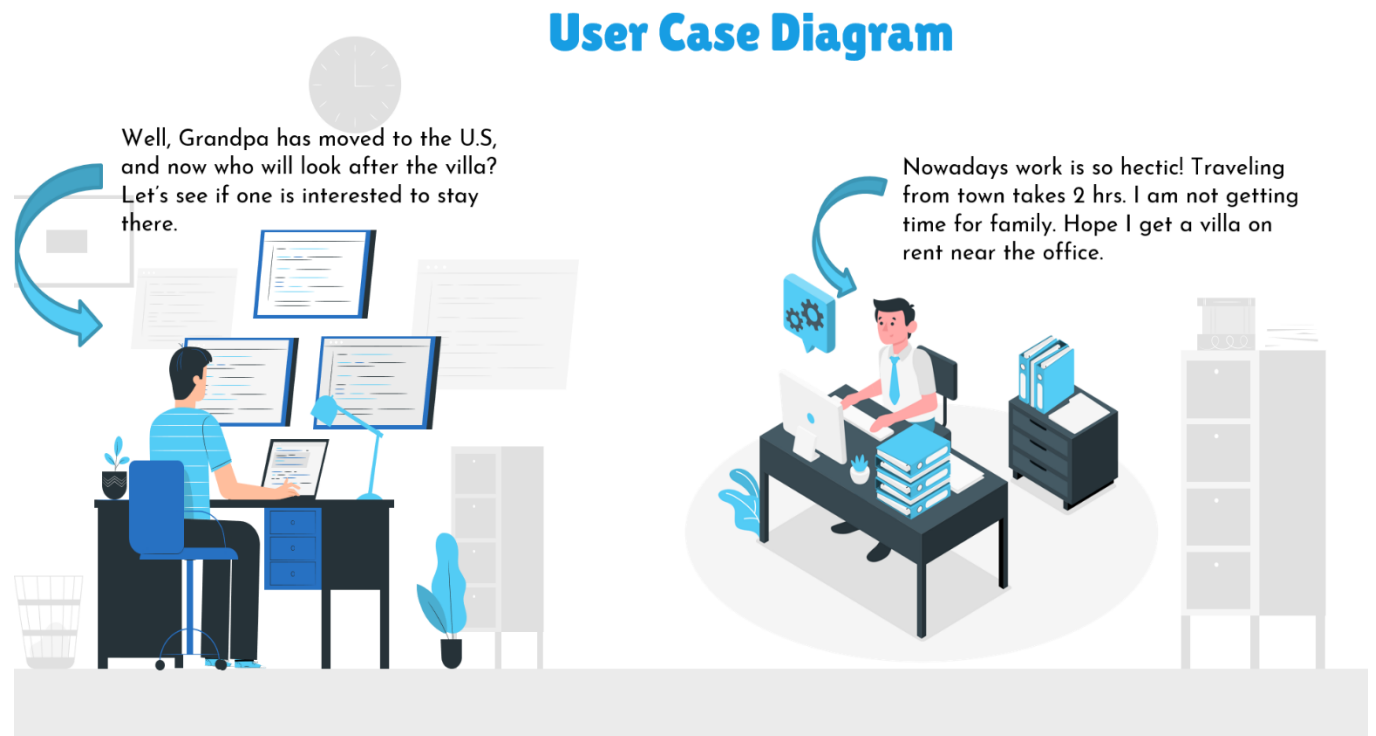 User Case Diagram
Well, Grandpa has moved to the U.S,
and now who will look after the villa?
Let's see if one is interested to stay
there.
Nowadays work is so hectic! Traveling
from town takes 2 hrs. I am not getting
time for family. Hope I get a villa on
rent near the office.